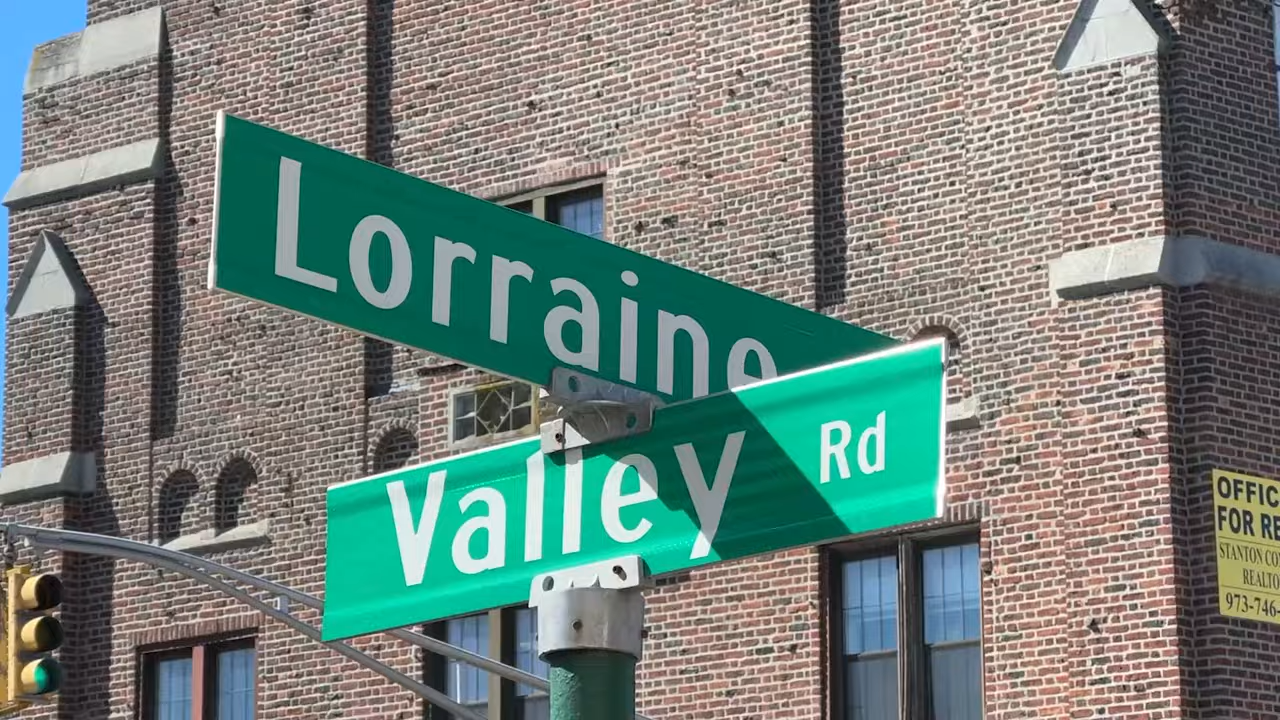 Lorraine
Valley Rd
OFFIC
FOR RE
STANTON CO
REALTO
973-746